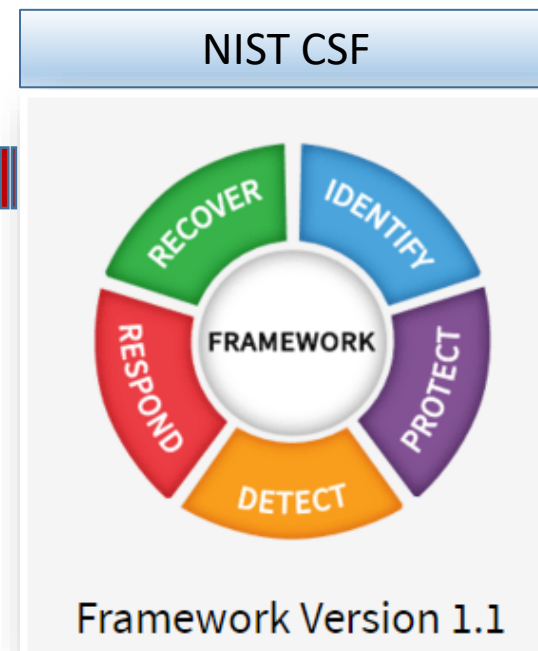 NIST CSF
RECOVER
IDENTIFY
FRAMEWORK
RESPOND
PROTECT
DETECT
Framework Version 1.1